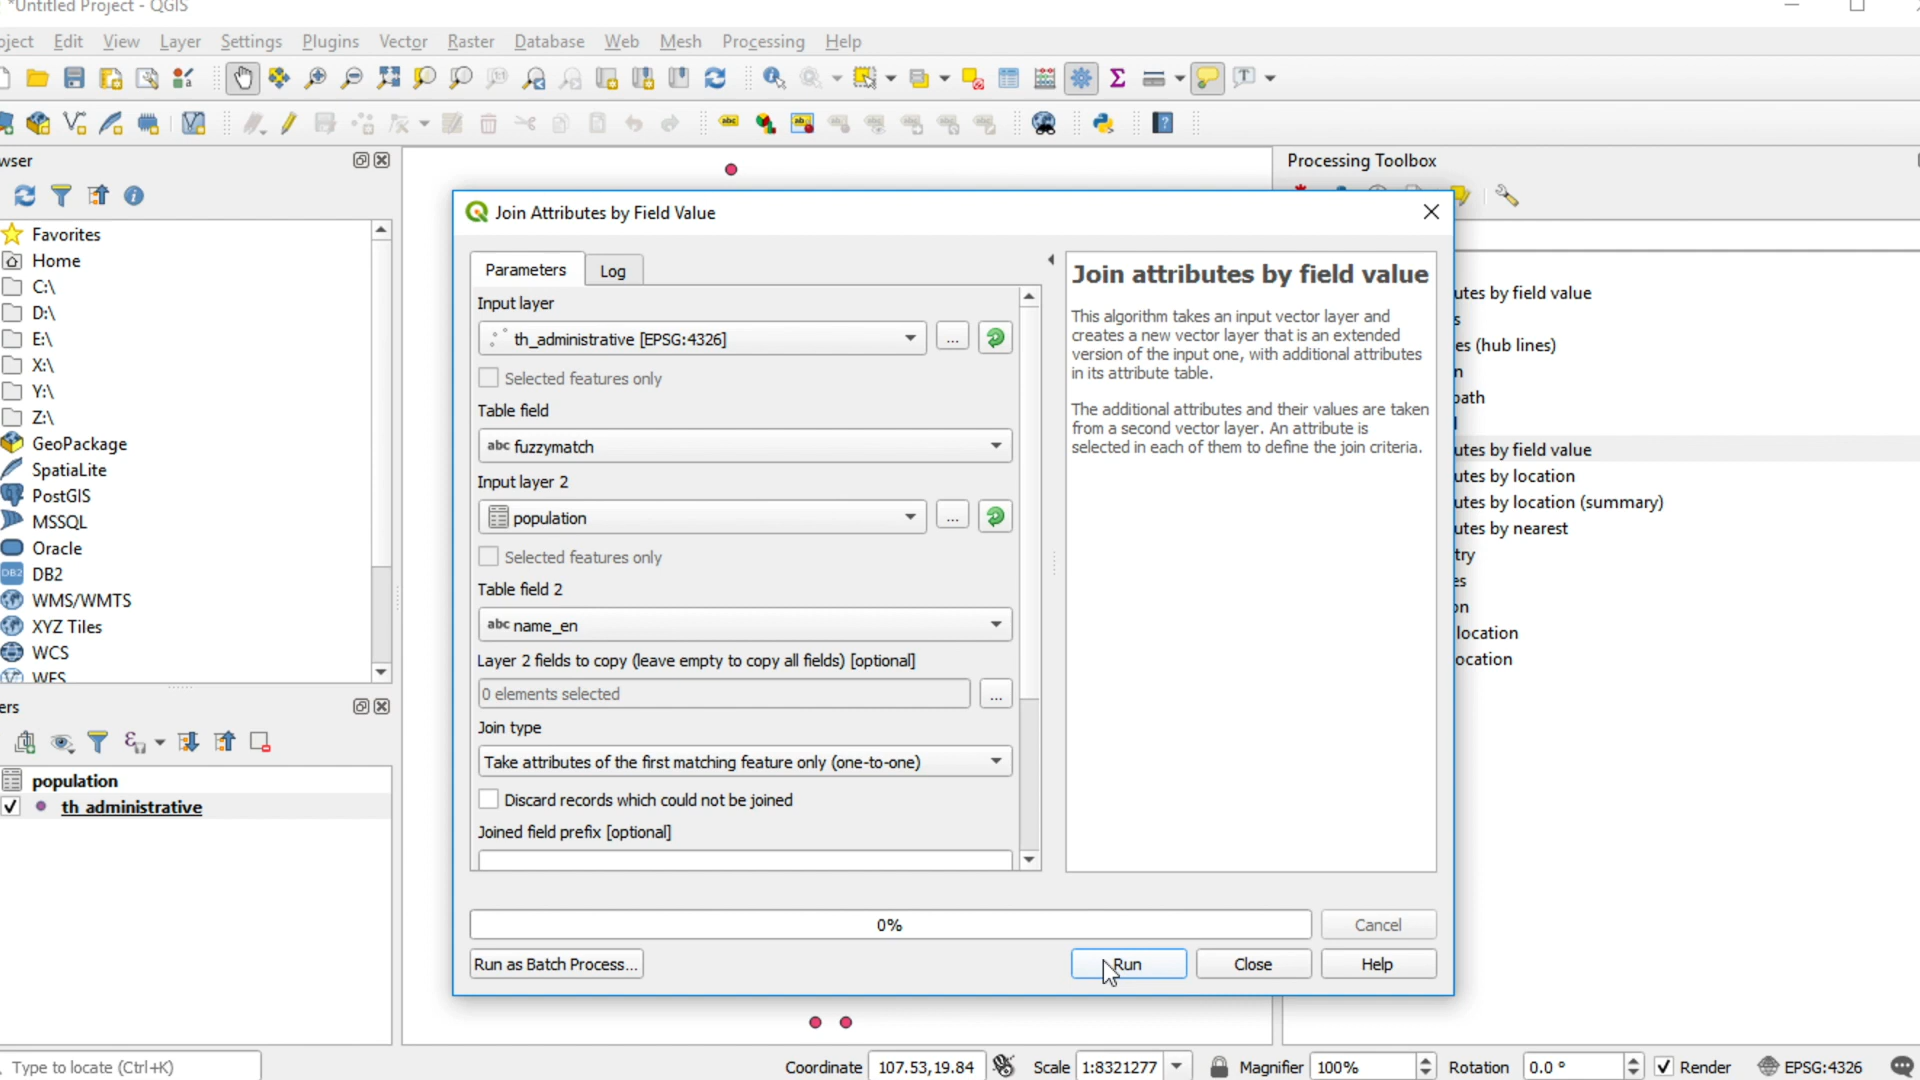 *Untitled Project - QGIS
oject Edit View Layer Settings Plugins Vector Raster Database Web Mesh Processing Help
wser
Favorites
Home
C:\
D:\
E:\
X:\
Y:\
Z:\
GeoPackage
SpatiaLite
PostGIS
MSSQL
Oracle
DB2
WMS/WMTS
XYZ Tiles
WCS
WFS
ers
population
th_administrative
Join Attributes by Field Value
Parameters Log
Input layer
th_administrative [EPSG:4326]
...
Selected features only
Table field
abc fuzzymatch
Input layer 2
population
...
Selected features only
Table field 2
abc name_en
Layer 2 fields to copy (leave empty to copy all fields) [optional]
0 elements selected
...
Join type
Take attributes of the first matching feature only (one-to-one)
Discard records which could not be joined
Joined field prefix [optional]
Join attributes by field value
This algorithm takes an input vector layer and
creates a new vector layer that is an extended
version of the input one, with additional attributes
in its attribute table.
The additional attributes and their values are taken
from a second vector layer. An attribute is
selected in each of them to define the join criteria.
0%
Cancel
Run as Batch Process...
Run
Close
Help
Processing Toolbox
utes by field value
s
es (hub lines)
n
path
l
utes by field value
utes by location
utes by location (summary)
utes by nearest
try
es
on
location
ocation
Type to locate (Ctrl+K)
Coordinate 107.53,19.84 Scale 1:8321277 Magnifier 100% Rotation 0.0 ° Render EPSG:4326